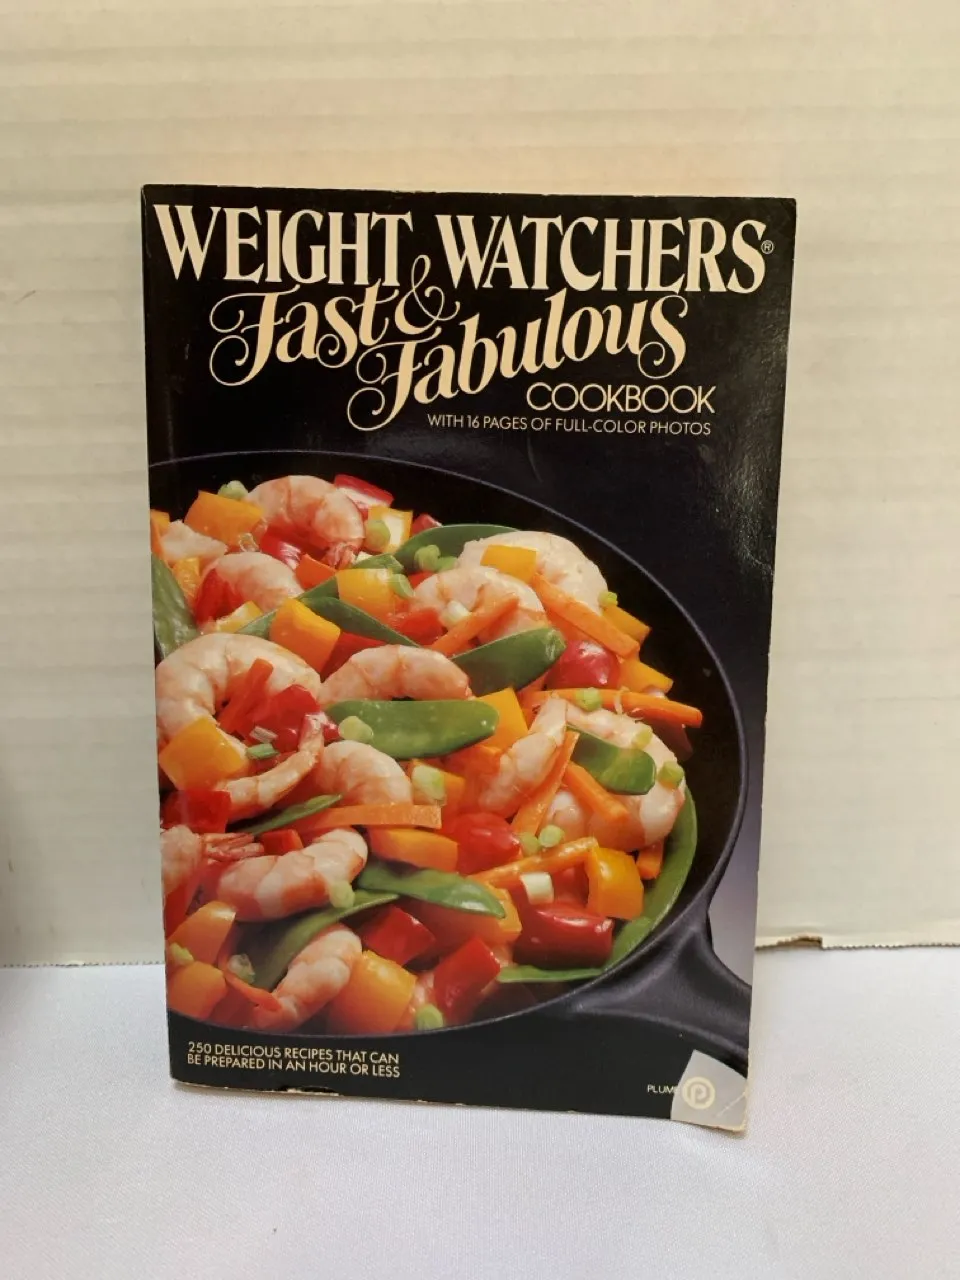 WEIGHT WATCHERS®
Fast &
Fabulous
COOKBOOK
WITH 16 PAGES OF FULL-COLOR PHOTOS
250 DELICIOUS RECIPES THAT CAN
BE PREPARED IN AN HOUR OR LESS
PLUME P